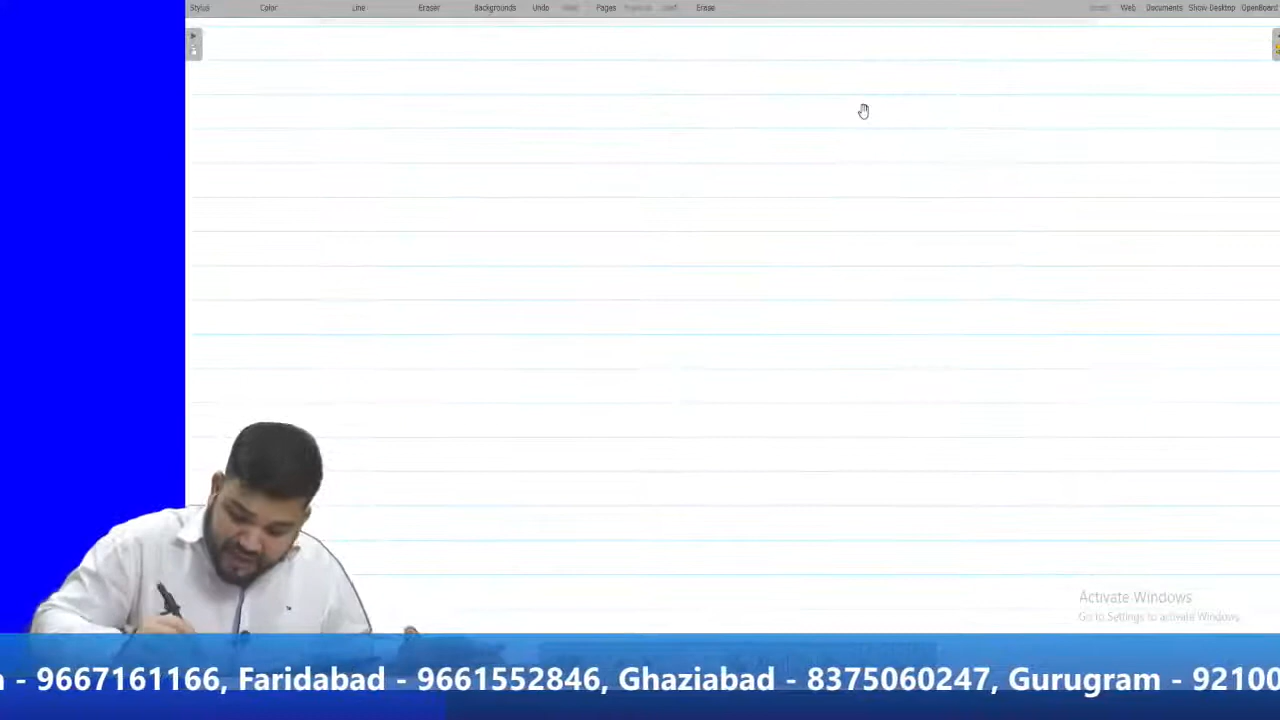 Stylus Color Line Eraser Backgrounds Undo Pages Erase Web Documents Show Desktop OpenBoard
Activate Windows
Go to Settings to activate Windows.
- 9667161166, Faridabad - 9661552846, Ghaziabad - 8375060247, Gurugram - 92100